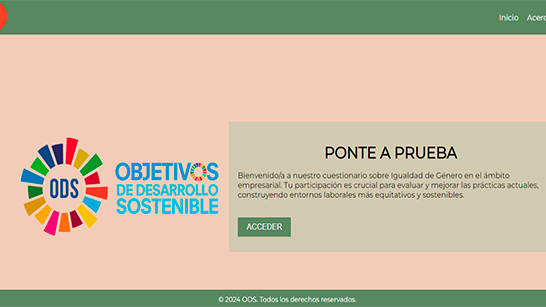 Inicio
ODS
OBJETIVOS
DE DESARROLLO
SOSTENIBLE
PONTE A PRUEBA
Bienvenido/a a nuestro cuestionario sobre Igualdad de Género en el ámbito
empresarial. Tu participación es crucial para evaluar y mejorar las prácticas actuales,
construyendo entornos laborales más equitativos y sostenibles.
ACCEDER
© 2024 ODS. Todos los derechos reservados.